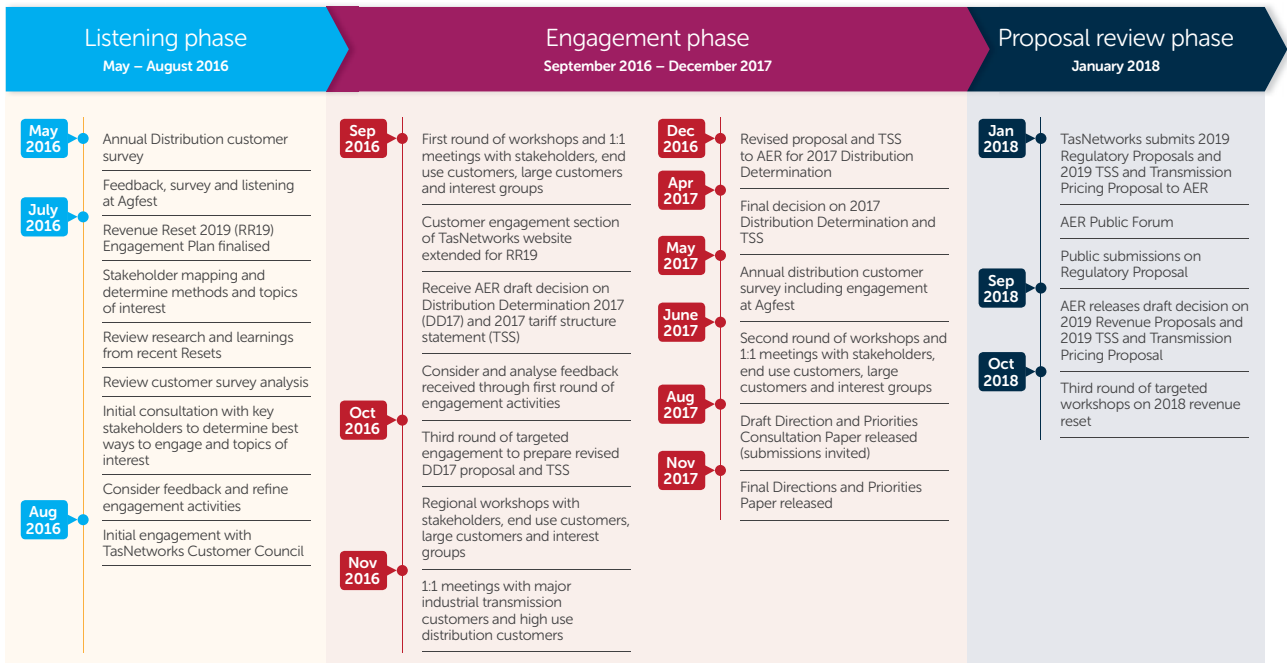 Listening phase
May – August 2016
Engagement phase
September 2016 – December 2017
Proposal review phase
January 2018
May
2016
Annual Distribution customer
survey
Feedback, survey and listening
at Agfest
July
2016
Revenue Reset 2019 (RR19)
Engagement Plan finalised
Stakeholder mapping and
determine methods and topics
of interest
Review research and learnings
from recent Resets
Review customer survey analysis
Initial consultation with key
stakeholders to determine best
ways to engage and topics of
interest
Consider feedback and refine
engagement activities
Aug
2016
Initial engagement with
TasNetworks Customer Council
Sep
2016
First round of workshops and 1:1
meetings with stakeholders, end
use customers, large customers
and interest groups
Customer engagement section
of TasNetworks website
extended for RR19
Receive AER draft decision on
Distribution Determination 2017
(DD17) and 2017 tariff structure
statement (TSS)
Consider and analyse feedback
received through first round of
engagement activities
Oct
2016
Third round of targeted
engagement to prepare revised
DD17 proposal and TSS
Regional workshops with
stakeholders, end use customers,
large customers and interest
groups
Nov
2016
1:1 meetings with major
industrial transmission
customers and high use
distribution customers
Dec
2016
Revised proposal and TSS
to AER for 2017 Distribution
Determination
Apr
2017
Final decision on 2017
Distribution Determination and
TSS
May
2017
Annual distribution customer
survey including engagement
at Agfest
June
2017
Second round of workshops and
1:1 meetings with stakeholders,
end use customers, large
customers and interest groups
Aug
2017
Draft Direction and Priorities
Consultation Paper released
(submissions invited)
Nov
2017
Final Directions and Priorities
Paper released
Jan
2018
TasNetworks submits 2019
Regulatory Proposals and
2019 TSS and Transmission
Pricing Proposal to AER
AER Public Forum
Public submissions on
Regulatory Proposal
Sep
2018
AER releases draft decision on
2019 Revenue Proposals and
2019 TSS and Transmission
Pricing Proposal
Oct
2018
Third round of targeted
workshops on 2018 revenue
reset